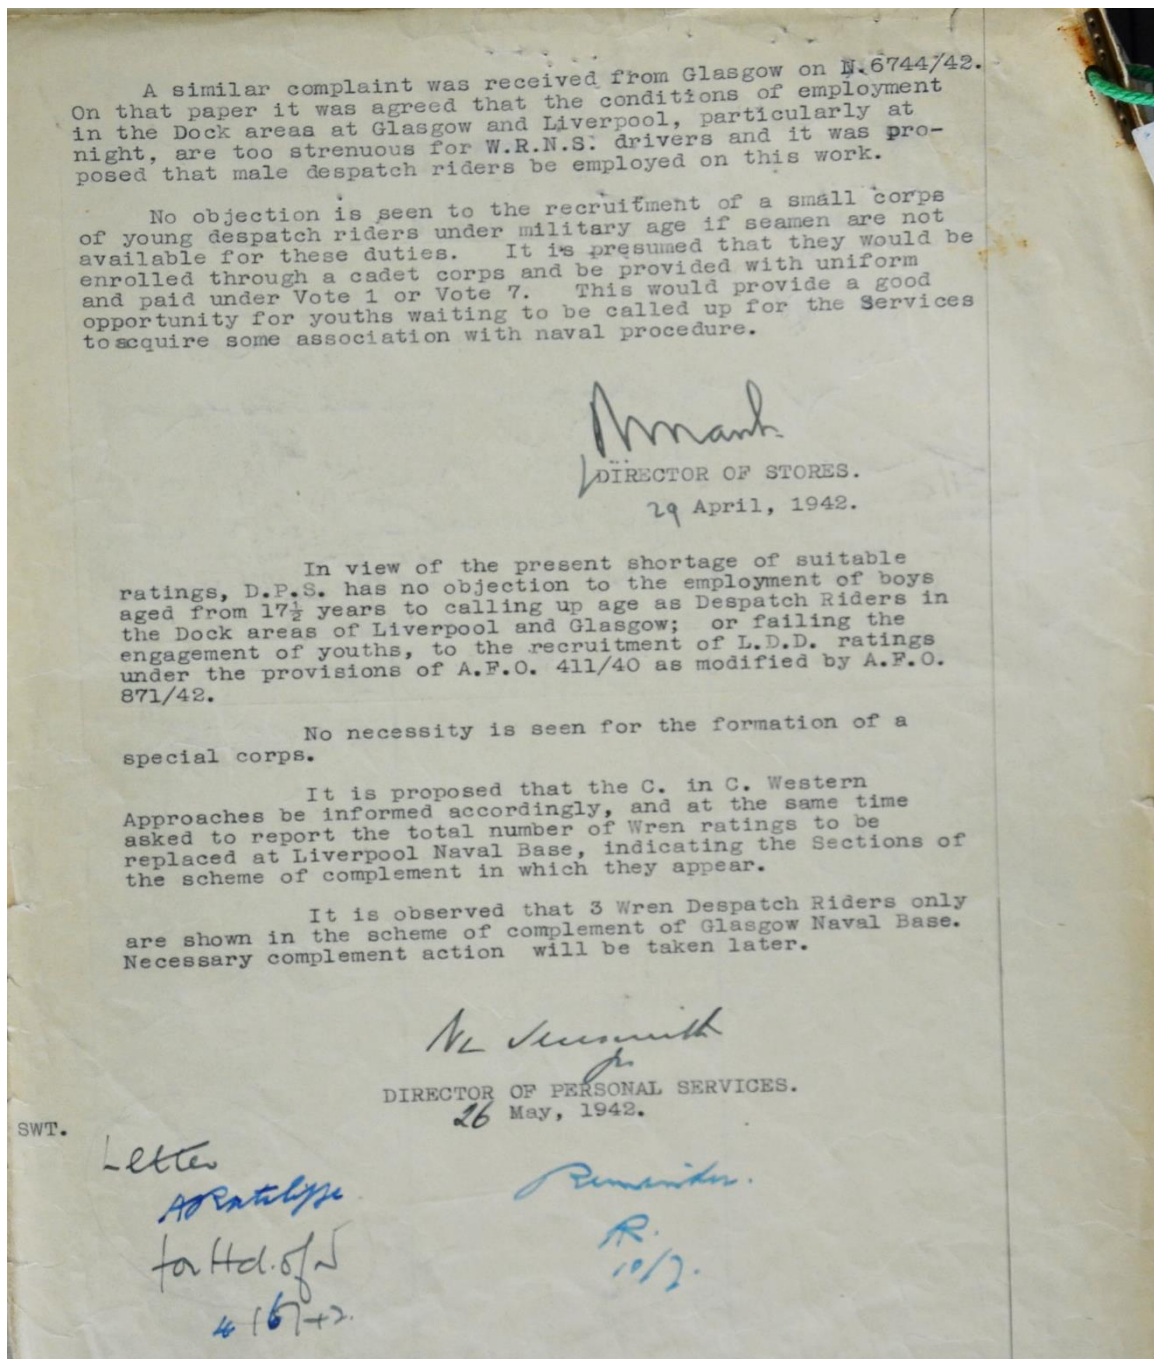 A similar complaint was received from Glasgow on N.6744/42.
On that paper it was agreed that the conditions of employment
in the Dock areas at Glasgow and Liverpool, particularly at
night, are too strenuous for W.R.N.S. drivers and it was pro-
posed that male despatch riders be employed on this work.
No objection is seen to the recruitment of a small corps
of young despatch riders under military age if seamen are not
available for these duties. It is presumed that they would be
enrolled through a cadet corps and be provided with uniform
and paid under Vote 1 or Vote 7. This would provide a good
opportunity for youths waiting to be called up for the Services
to acquire some association with naval procedure.
DIRECTOR OF STORES.
29 April, 1942.
In view of the present shortage of suitable
ratings, D.P.S. has no objection to the employment of boys
aged from 17½ years to calling up age as Despatch Riders in
the Dock areas of Liverpool and Glasgow; or failing the
engagement of youths, to the recruitment of L.D.D. ratings
under the provisions of A.F.O. 411/40 as modified by A.F.O.
871/42.
No necessity is seen for the formation of a
special corps.
It is proposed that the C. in C. Western
Approaches be informed accordingly, and at the same time
asked to report the total number of Wren ratings to be
replaced at Liverpool Naval Base, indicating the Sections of
the scheme of complement in which they appear.
It is observed that 3 Wren Despatch Riders only
are shown in the scheme of complement of Glasgow Naval Base.
Necessary complement action will be taken later.
DIRECTOR OF PERSONAL SERVICES.
26 May, 1942.
SWT.
Letter
ARatcliffe
for Hd. of N
4/6/42.
Reminder.
AR.
10/7.